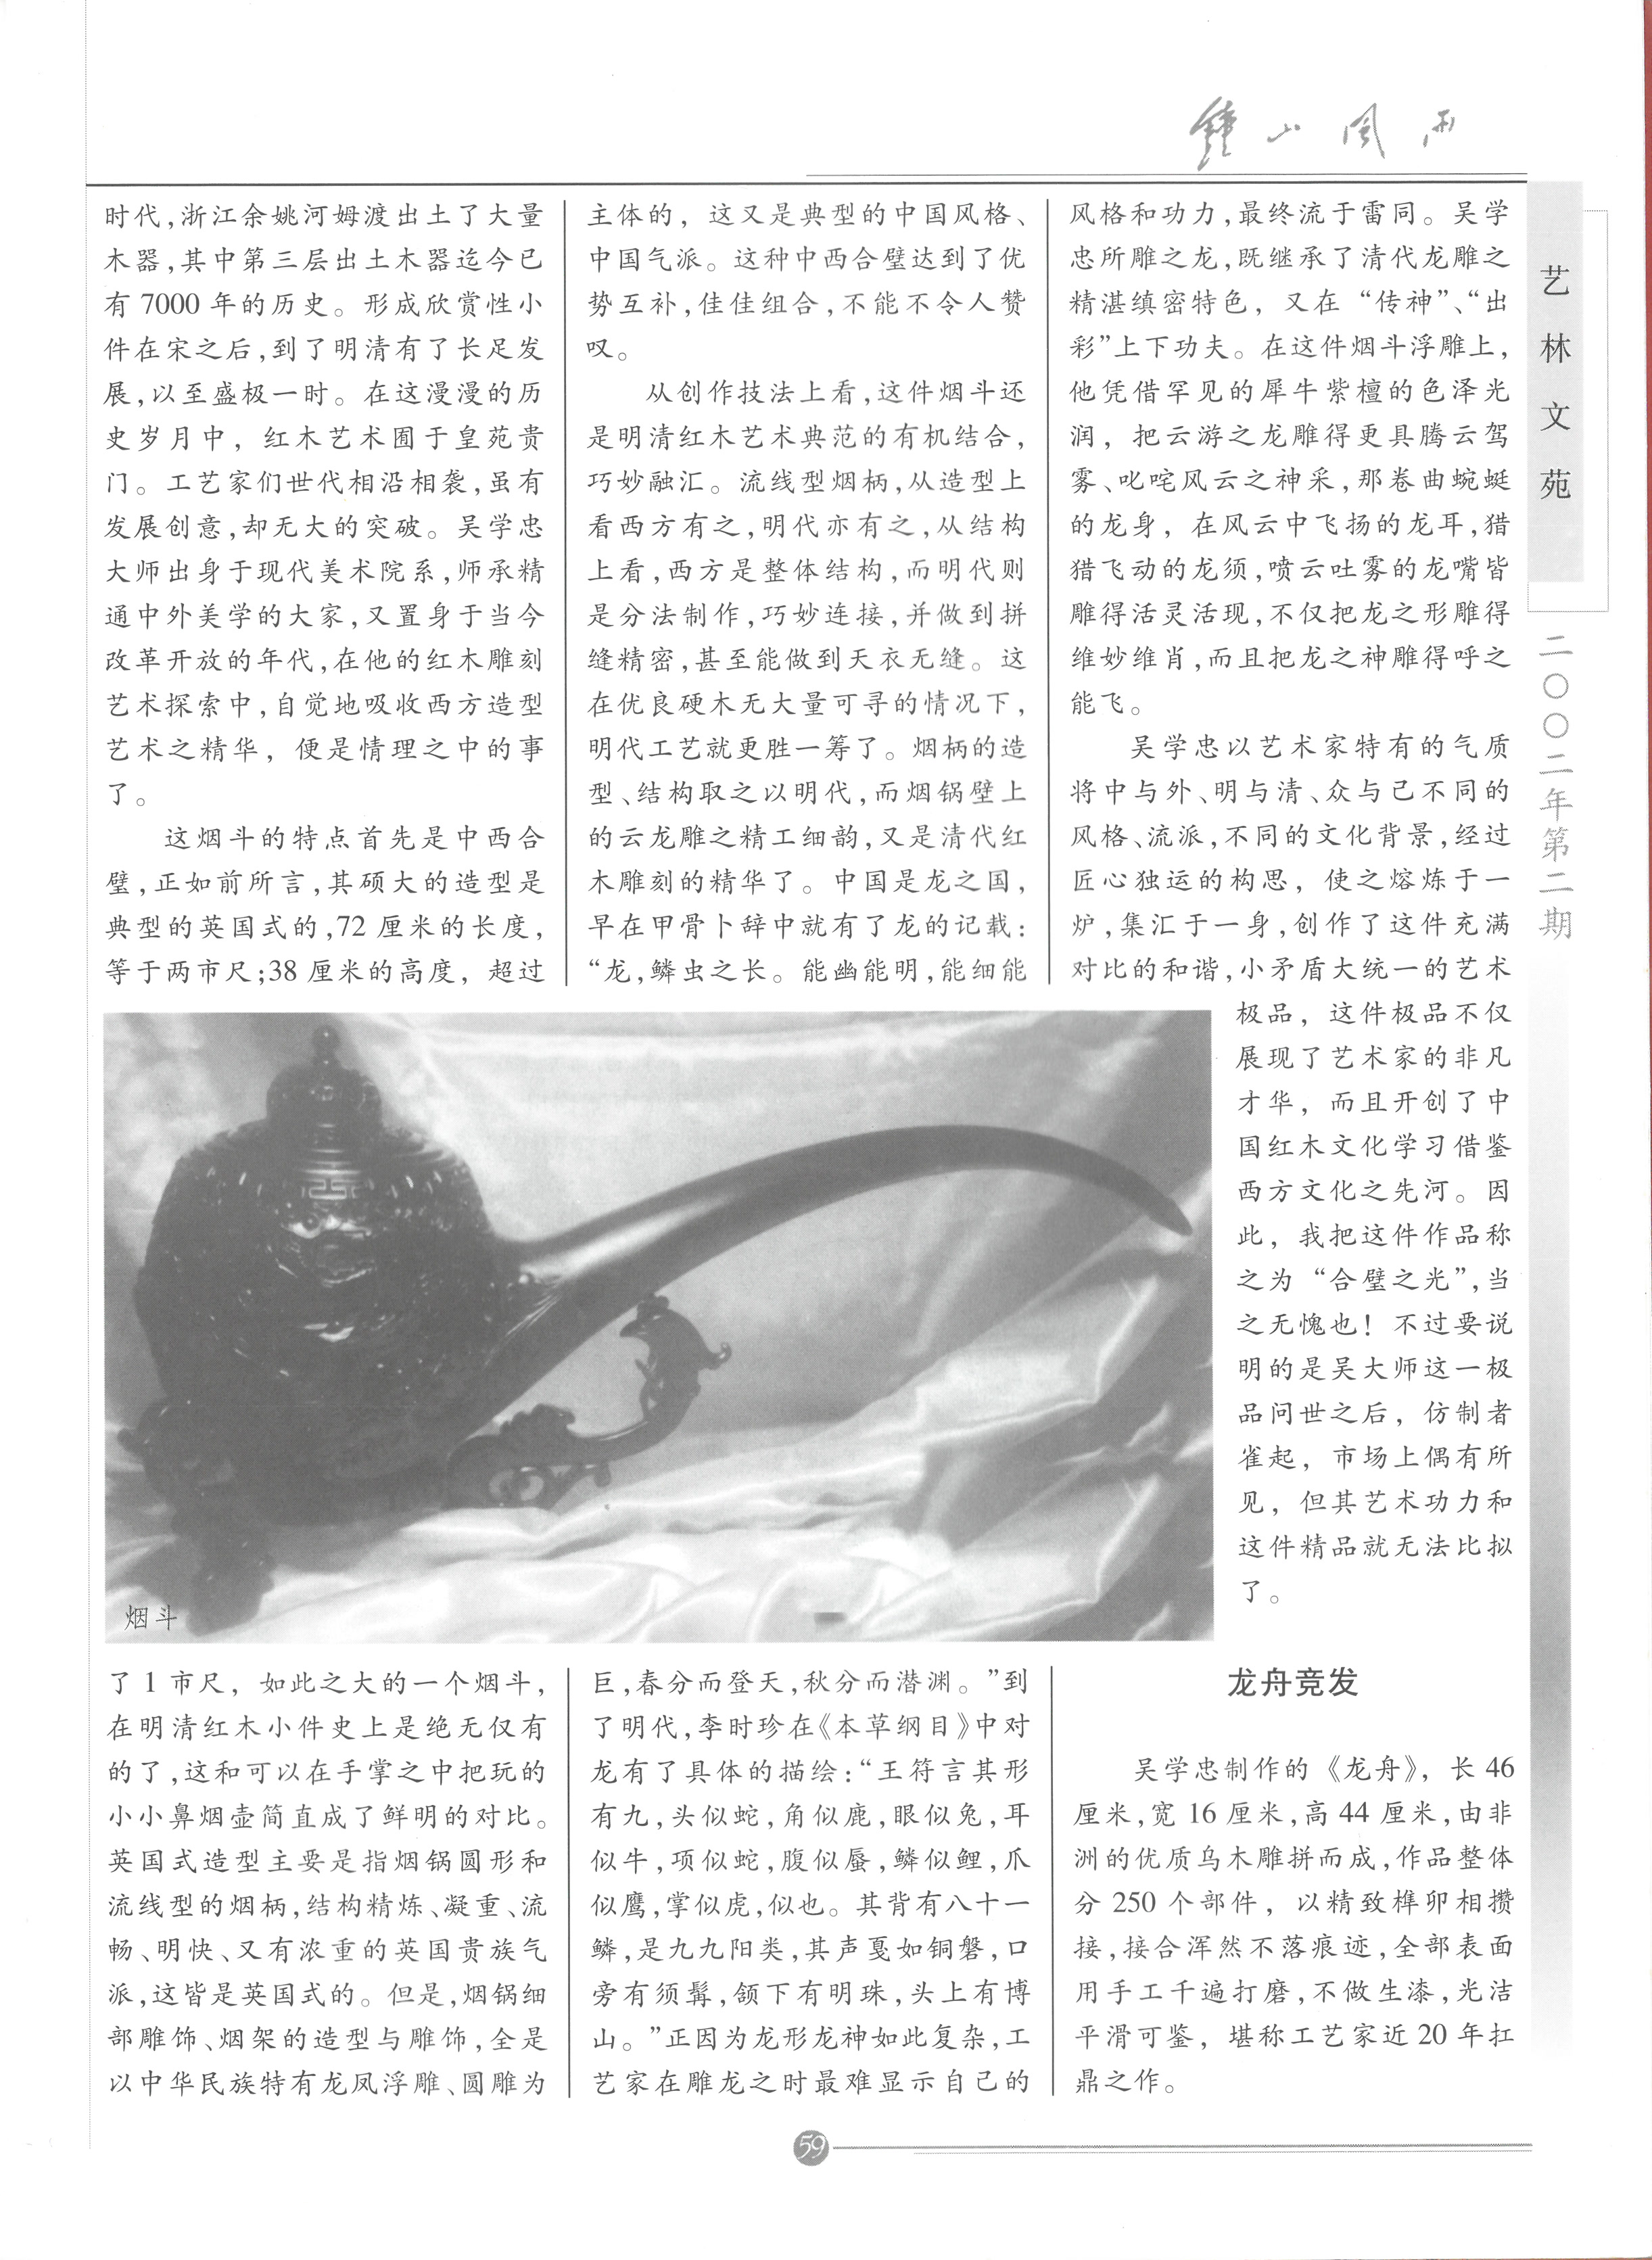 鐘山风雨
时代，浙江余姚河姆渡出土了大量
木器，其中第三层出土木器迄今已
有 7000 年的历史。形成欣赏性小
件在宋之后，到了明清有了长足发
展，以至盛极一时。在这漫漫的历
史岁月中，红木艺术囿于皇苑贵
门。工艺家们世代相沿相袭，虽有
发展创意，却无大的突破。吴学忠
大师出身于现代美术院系，师承精
通中外美学的大家，又置身于当今
改革开放的年代，在他的红木雕刻
艺术探索中，自觉地吸收西方造型
艺术之精华，便是情理之中的事
了。
这烟斗的特点首先是中西合
璧，正如前所言，其硕大的造型是
典型的英国式的，72 厘米的长度，
等于两市尺；38 厘米的高度，超过
烟斗
了 1 市尺，如此之大的一个烟斗，
在明清红木小件史上是绝无仅有
的了，这和可以在手掌之中把玩的
小小鼻烟壶简直成了鲜明的对比。
英国式造型主要是指烟锅圆形和
流线型的烟柄，结构精炼、凝重、流
畅、明快、又有浓重的英国贵族气
派，这皆是英国式的。但是，烟锅细
部雕饰、烟架的造型与雕饰，全是
以中华民族特有龙凤浮雕、圆雕为
主体的，这又是典型的中国风格、
中国气派。这种中西合璧达到了优
势互补，佳佳组合，不能不令人赞
叹。
从创作技法上看，这件烟斗还
是明清红木艺术典范的有机结合，
巧妙融汇。流线型烟柄，从造型上
看西方有之，明代亦有之，从结构
上看，西方是整体结构，而明代则
是分法制作，巧妙连接，并做到拼
缝精密，甚至能做到天衣无缝。这
在优良硬木无大量可寻的情况下，
明代工艺就更胜一筹了。烟柄的造
型、结构取之以明代，而烟锅壁上
的云龙雕之精工细韵，又是清代红
木雕刻的精华了。中国是龙之国，
早在甲骨卜辞中就有了龙的记载：
“龙，鳞虫之长。能幽能明，能细能
巨，春分而登天，秋分而潜渊。”到
了明代，李时珍在《本草纲目》中对
龙有了具体的描绘：“王符言其形
有九，头似蛇，角似鹿，眼似兔，耳
似牛，项似蛇，腹似蜃，鳞似鲤，爪
似鹰，掌似虎，似也。其背有八十一
鳞，是九九阳类，其声戛如铜磐，口
旁有须髯，颌下有明珠，头上有博
山。”正因为龙形龙神如此复杂，工
艺家在雕龙之时最难显示自己的
风格和功力，最终流于雷同。吴学
忠所雕之龙，既继承了清代龙雕之
精湛缜密特色，又在“传神”、“出
彩”上下功夫。在这件烟斗浮雕上，
他凭借罕见的犀牛紫檀的色泽光
润，把云游之龙雕得更具腾云驾
雾、叱咤风云之神采，那卷曲蜿蜒
的龙身，在风云中飞扬的龙耳，猎
猎飞动的龙须，喷云吐雾的龙嘴皆
雕得活灵活现，不仅把龙之形雕得
维妙维肖，而且把龙之神雕得呼之
能飞。
吴学忠以艺术家特有的气质
将中与外、明与清、众与己不同的
风格、流派，不同的文化背景，经过
匠心独运的构思，使之熔炼于一
炉，集汇于一身，创作了这件充满
对比的和谐，小矛盾大统一的艺术
极品，这件极品不仅
展现了艺术家的非凡
才华，而且开创了中
国红木文化学习借鉴
西方文化之先河。因
此，我把这件作品称
之为“合璧之光”，当
之无愧也！不过要说
明的是吴大师这一极
品问世之后，仿制者
雀起，市场上偶有所
见，但其艺术功力和
这件精品就无法比拟
了。
龙舟竞发
吴学忠制作的《龙舟》，长 46
厘米，宽 16 厘米，高 44 厘米，由非
洲的优质乌木雕拼而成，作品整体
分 250 个部件，以精致榫卯相攒
接，接合浑然不落痕迹，全部表面
用手工千遍打磨，不做生漆，光洁
平滑可鉴，堪称工艺家近 20 年扛
鼎之作。
艺林文苑
二〇〇二年第二期
59